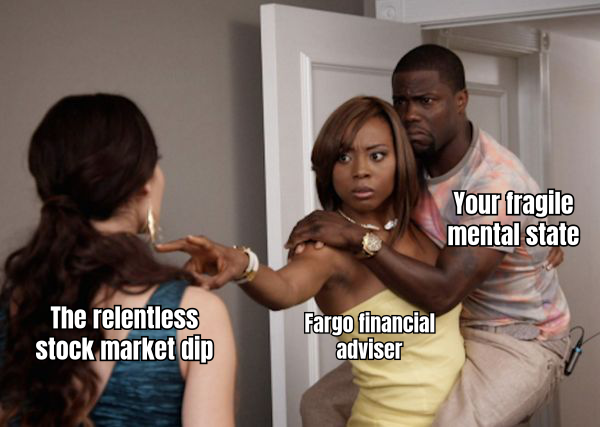 Your fragile
mental state
The relentless
stock market dip
Fargo financial
adviser